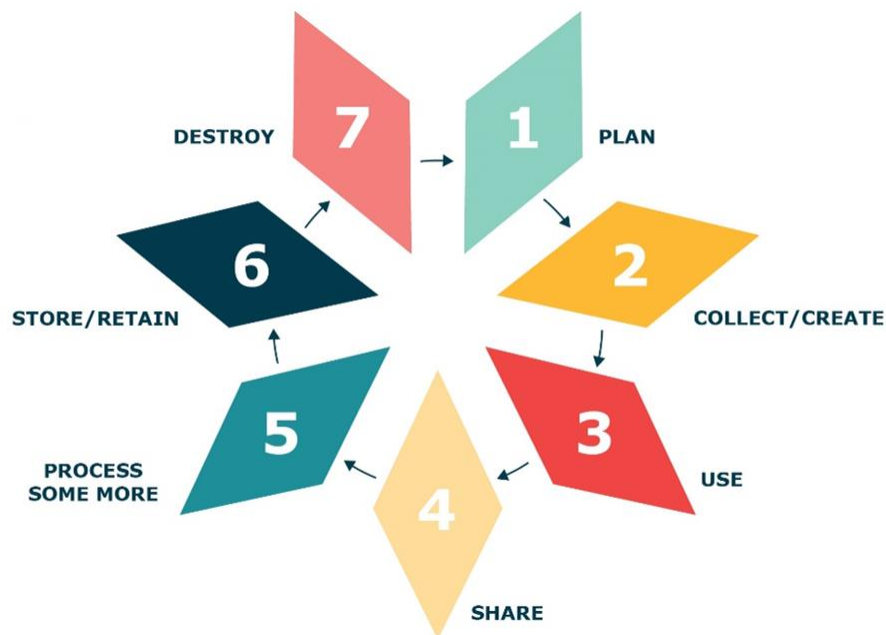 1
PLAN
2
COLLECT/CREATE
3
USE
4
SHARE
5
PROCESS
SOME MORE
6
STORE/RETAIN
7
DESTROY